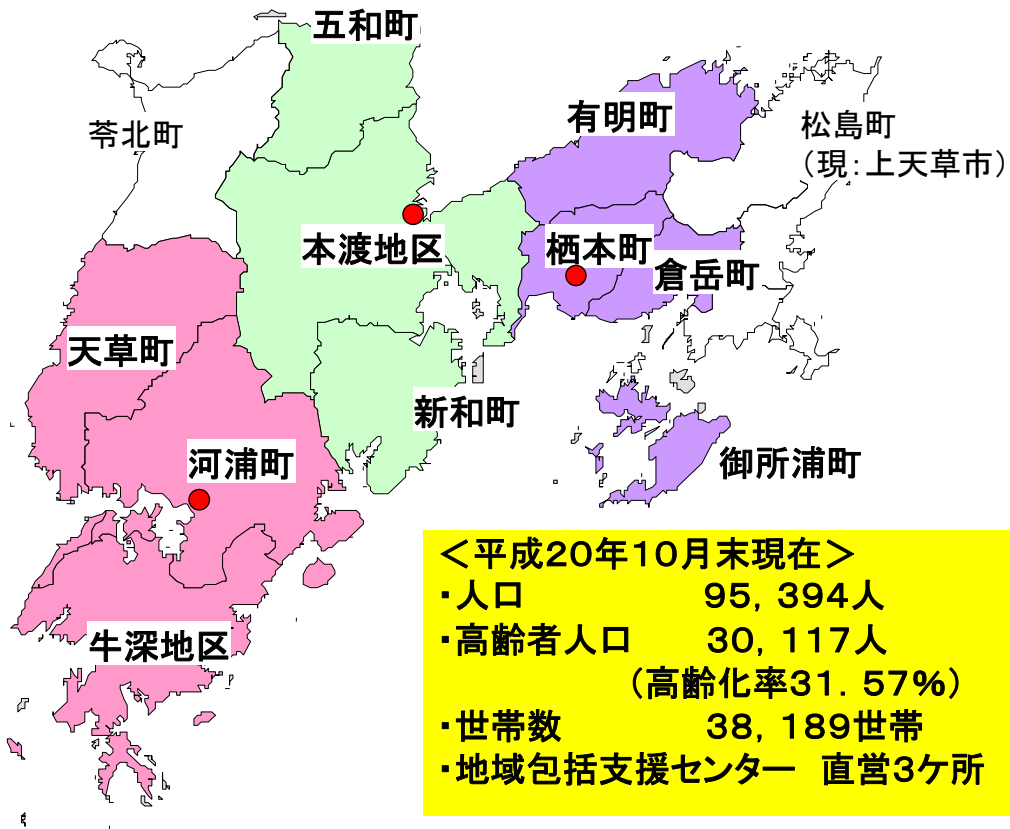 五和町
有明町
苓北町
松島町
（現：上天草市）
本渡地区
栖本町
倉岳町
天草町
新和町
河浦町
御所浦町
牛深地区
＜平成２０年１０月末現在＞
・人口　９５，３９４人
・高齢者人口　３０，１１７人
（高齢化率３１．５７％）
・世帯数　３８，１８９世帯
・地域包括支援センター　直営３ケ所